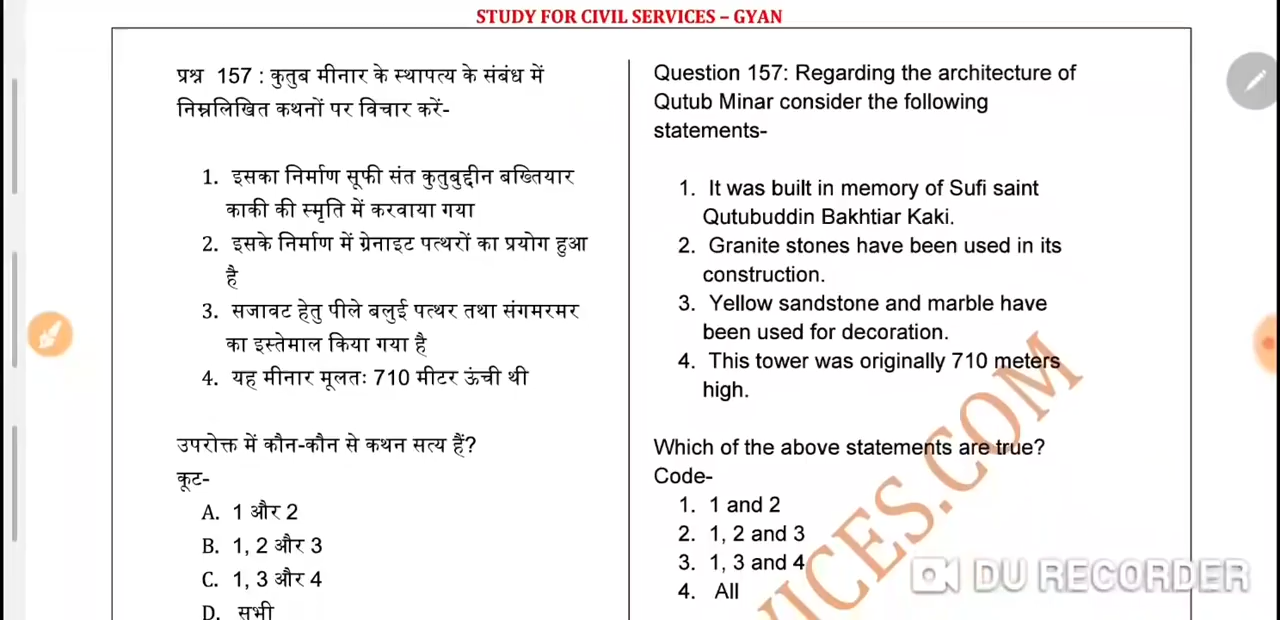 STUDY FOR CIVIL SERVICES – GYAN
प्रश्न 157 : कुतुब मीनार के स्थापत्य के संबंध में
निम्नलिखित कथनों पर विचार करें-
1. इसका निर्माण सूफी संत कुतुबुद्दीन बख्तियार
काकी की स्मृति में करवाया गया
2. इसके निर्माण में ग्रेनाइट पत्थरों का प्रयोग हुआ
है
3. सजावट हेतु पीले बलुई पत्थर तथा संगमरमर
का इस्तेमाल किया गया है
4. यह मीनार मूलतः 710 मीटर ऊंची थी
उपरोक्त में कौन-कौन से कथन सत्य हैं?
कूट-
A. 1 और 2
B. 1, 2 और 3
C. 1, 3 और 4
D. सभी
Question 157: Regarding the architecture of
Qutub Minar consider the following
statements-
1. It was built in memory of Sufi saint
Qutubuddin Bakhtiar Kaki.
2. Granite stones have been used in its
construction.
3. Yellow sandstone and marble have
been used for decoration.
4. This tower was originally 710 meters
high.
Which of the above statements are true?
Code-
1. 1 and 2
2. 1, 2 and 3
3. 1, 3 and 4
4. All
VICES.COM
DU RECORDER